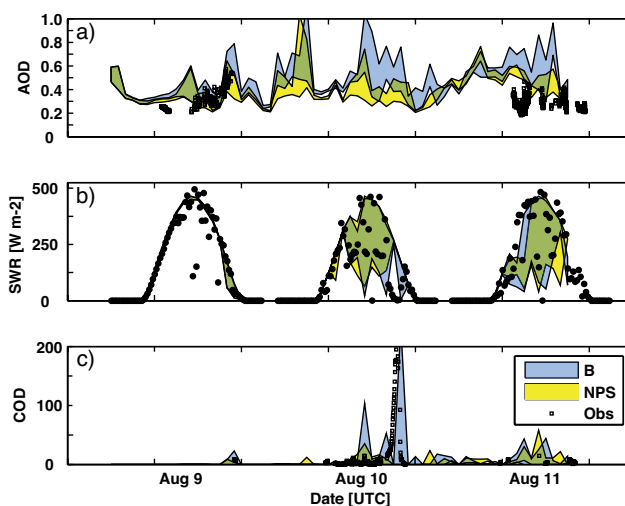 a)
1.0
0.8
0.6
0.4
0.2
0
AOD
b)
500
250
0
SWR [W m-2]
c)
200
100
0
COD
B
NPS
Obs
Aug 9
Aug 10
Aug 11
Date [UTC]